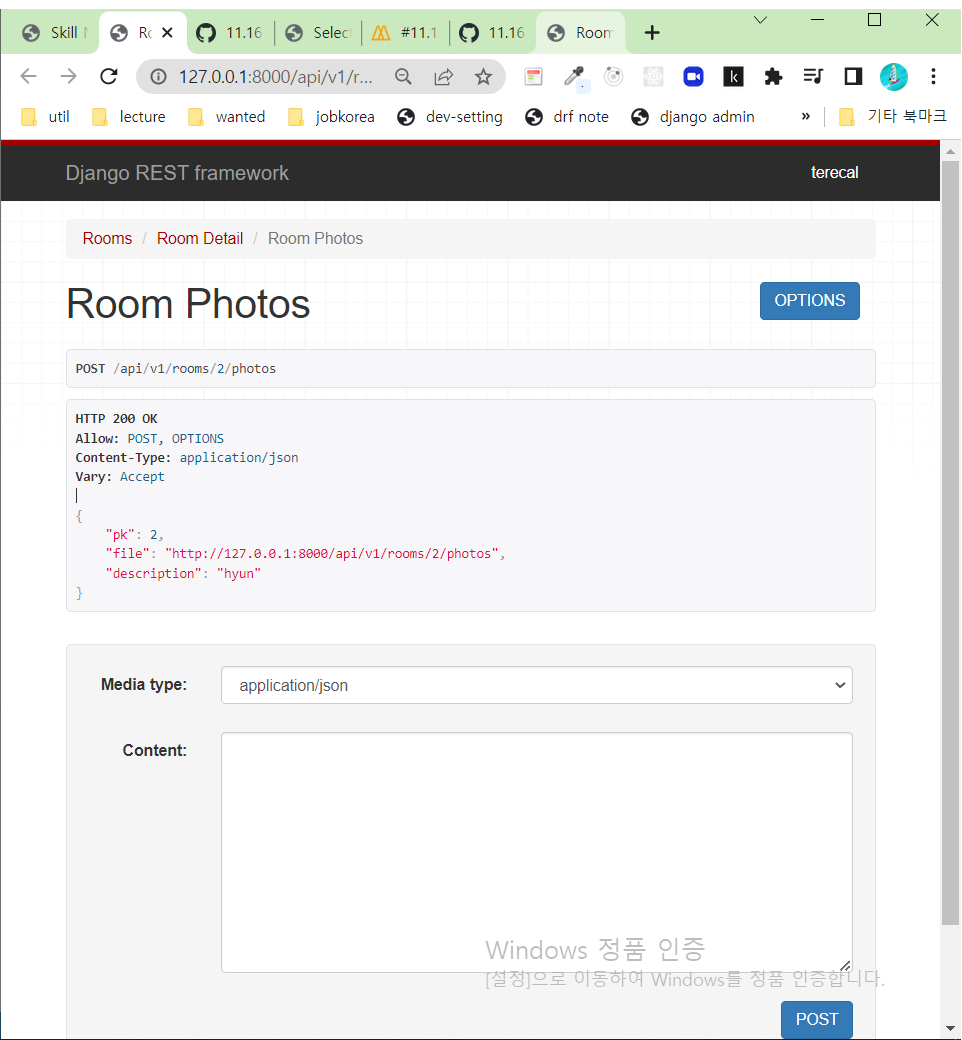 Skill
Ro
11.16
Select
#11.1
11.16
Room
127.0.0.1:8000/api/v1/r...
util
lecture
wanted
jobkorea
dev-setting
drf note
django admin
»
기타 북마크
Django REST framework
terecal
Rooms / Room Detail / Room Photos
Room Photos
OPTIONS
POST /api/v1/rooms/2/photos
HTTP 200 OK
Allow: POST, OPTIONS
Content-Type: application/json
Vary: Accept
{
"pk": 2,
"file": "http://127.0.0.1:8000/api/v1/rooms/2/photos",
"description": "hyun"
}
Media type:
application/json
Content:
Windows 정품 인증
[설정]으로 이동하여 Windows를 정품 인증합니다.
POST